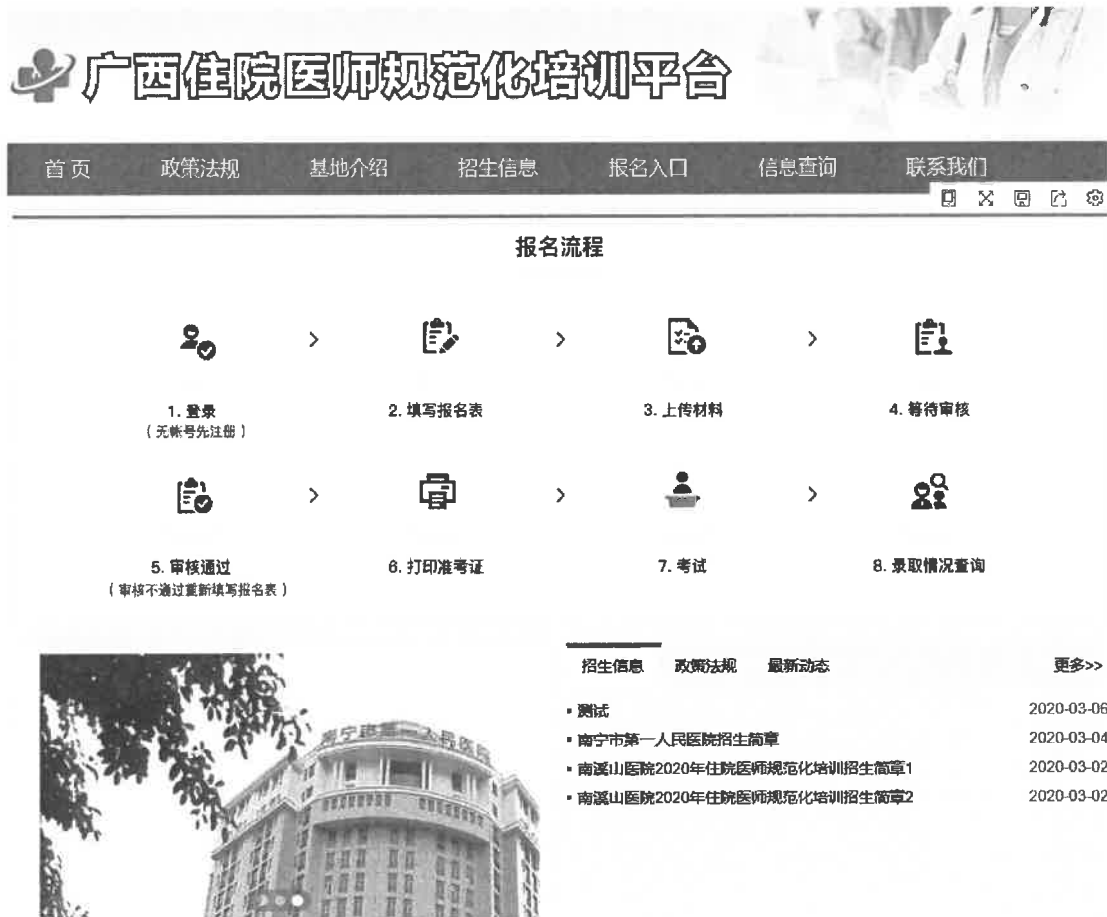 广西住院医师规范化培训平台
首页 政策法规 基地介绍 招生信息 报名入口 信息查询 联系我们
报名流程
1. 登录 2. 填写报名表 3. 上传材料 4. 等待审核
（无帐号先注册）
5. 审核通过 6. 打印准考证 7. 考试 8. 录取情况查询
（审核不通过重新填写报名表）
招生信息 政策法规 最新动态 更多>>
测试 2020-03-06
南宁市第一人民医院招生简章 2020-03-04
南溪山医院2020年住院医师规范化培训招生简章1 2020-03-02
南溪山医院2020年住院医师规范化培训招生简章2 2020-03-02
南宁市第一人民医院